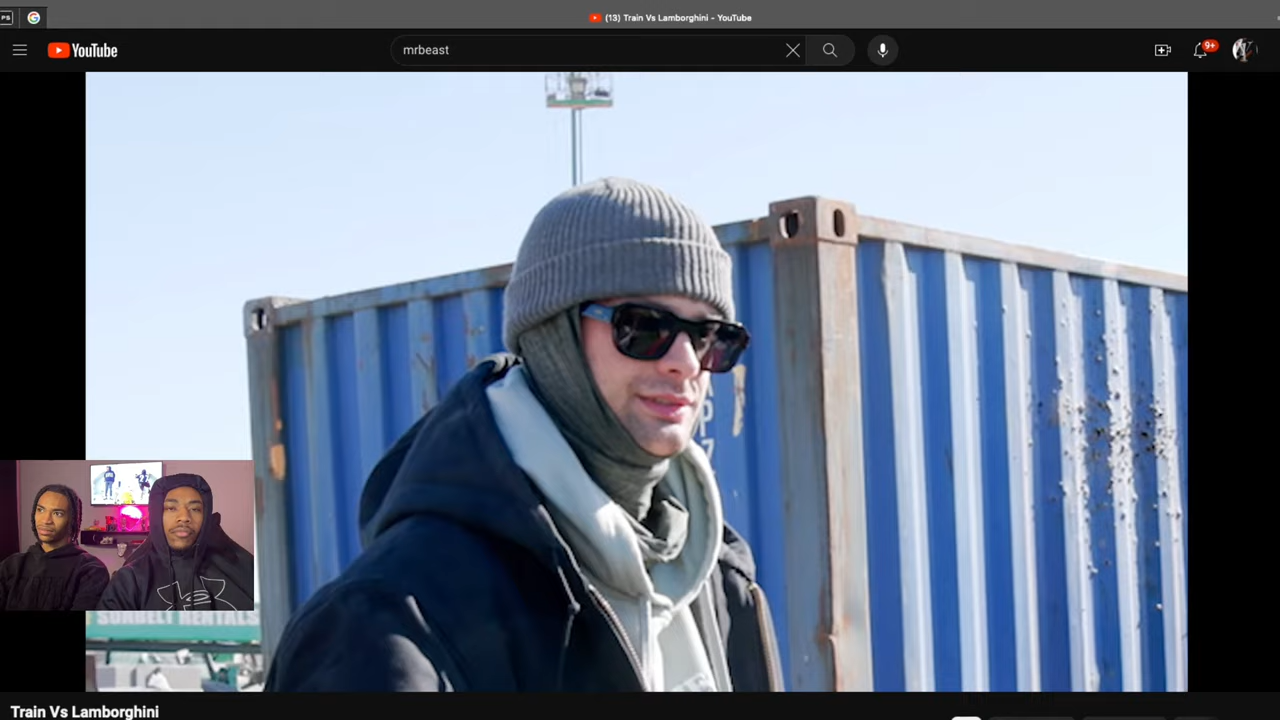 PS
G
(13) Train Vs Lamborghini - YouTube
YouTube
mrbeast
9+
SUNBELT RENTALS
Train Vs Lamborghini